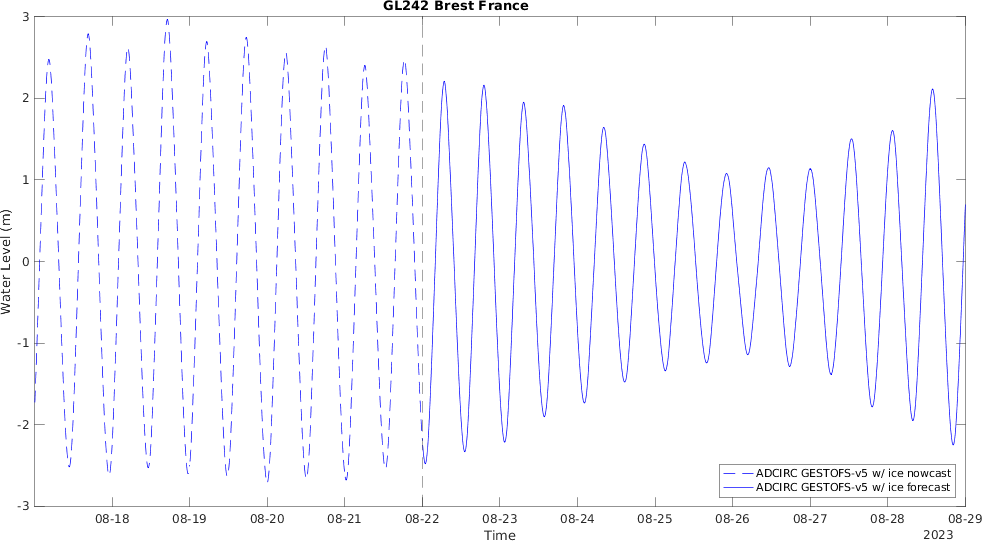 GL242 Brest France
3
2
1
0
-1
-2
-3
Water Level (m)
ADCIRC GESTOFS-v5 w/ ice nowcast
ADCIRC GESTOFS-v5 w/ ice forecast
08-18 08-19 08-20 08-21 08-22 08-23 08-24 08-25 08-26 08-27 08-28 08-29
Time
2023